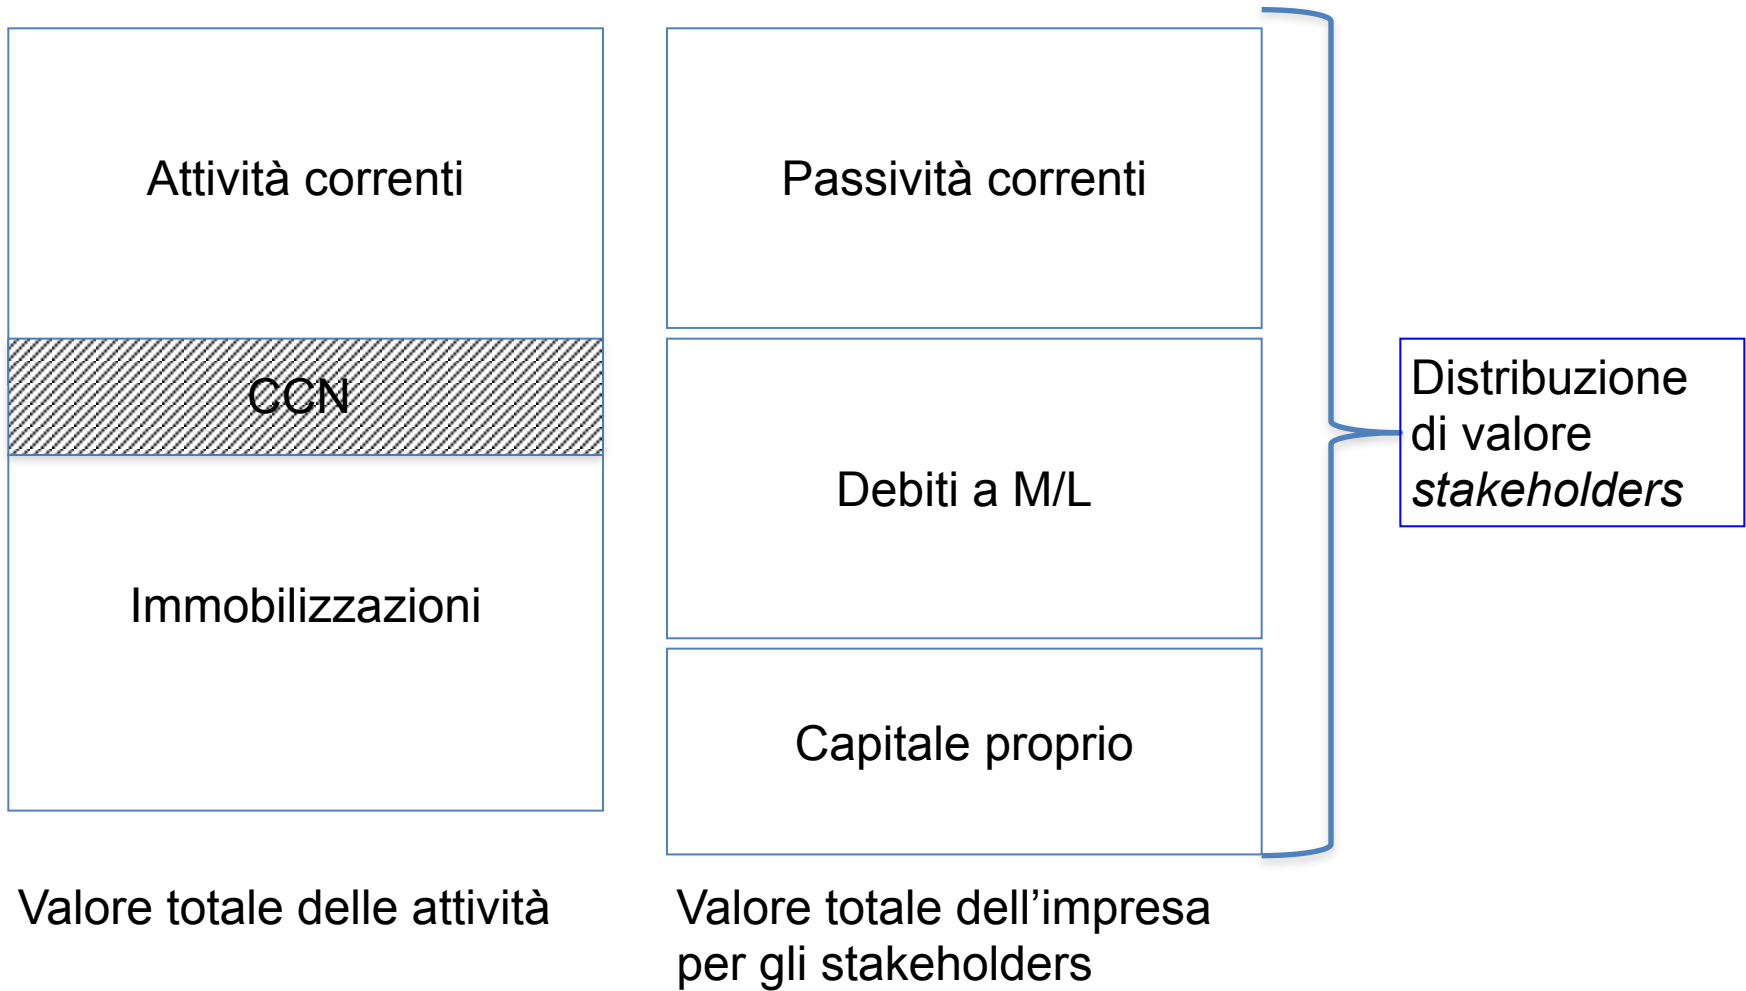 Attività correnti
CCN
Immobilizzazioni
Valore totale delle attività
Passività correnti
Debiti a M/L
Capitale proprio
Valore totale dell’impresa
per gli stakeholders
Distribuzione
di valore
stakeholders